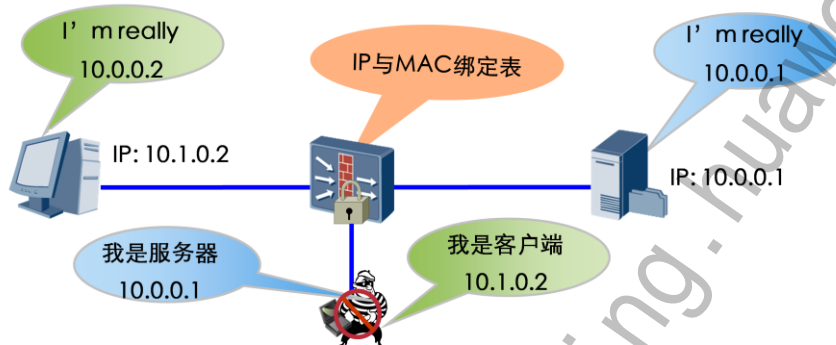 I’ m really
10.0.0.2
IP与MAC绑定表
I’ m really
10.0.0.1
IP: 10.1.0.2
IP: 10.0.0.1
我是服务器
10.0.0.1
我是客户端
10.1.0.2
ing.huawe